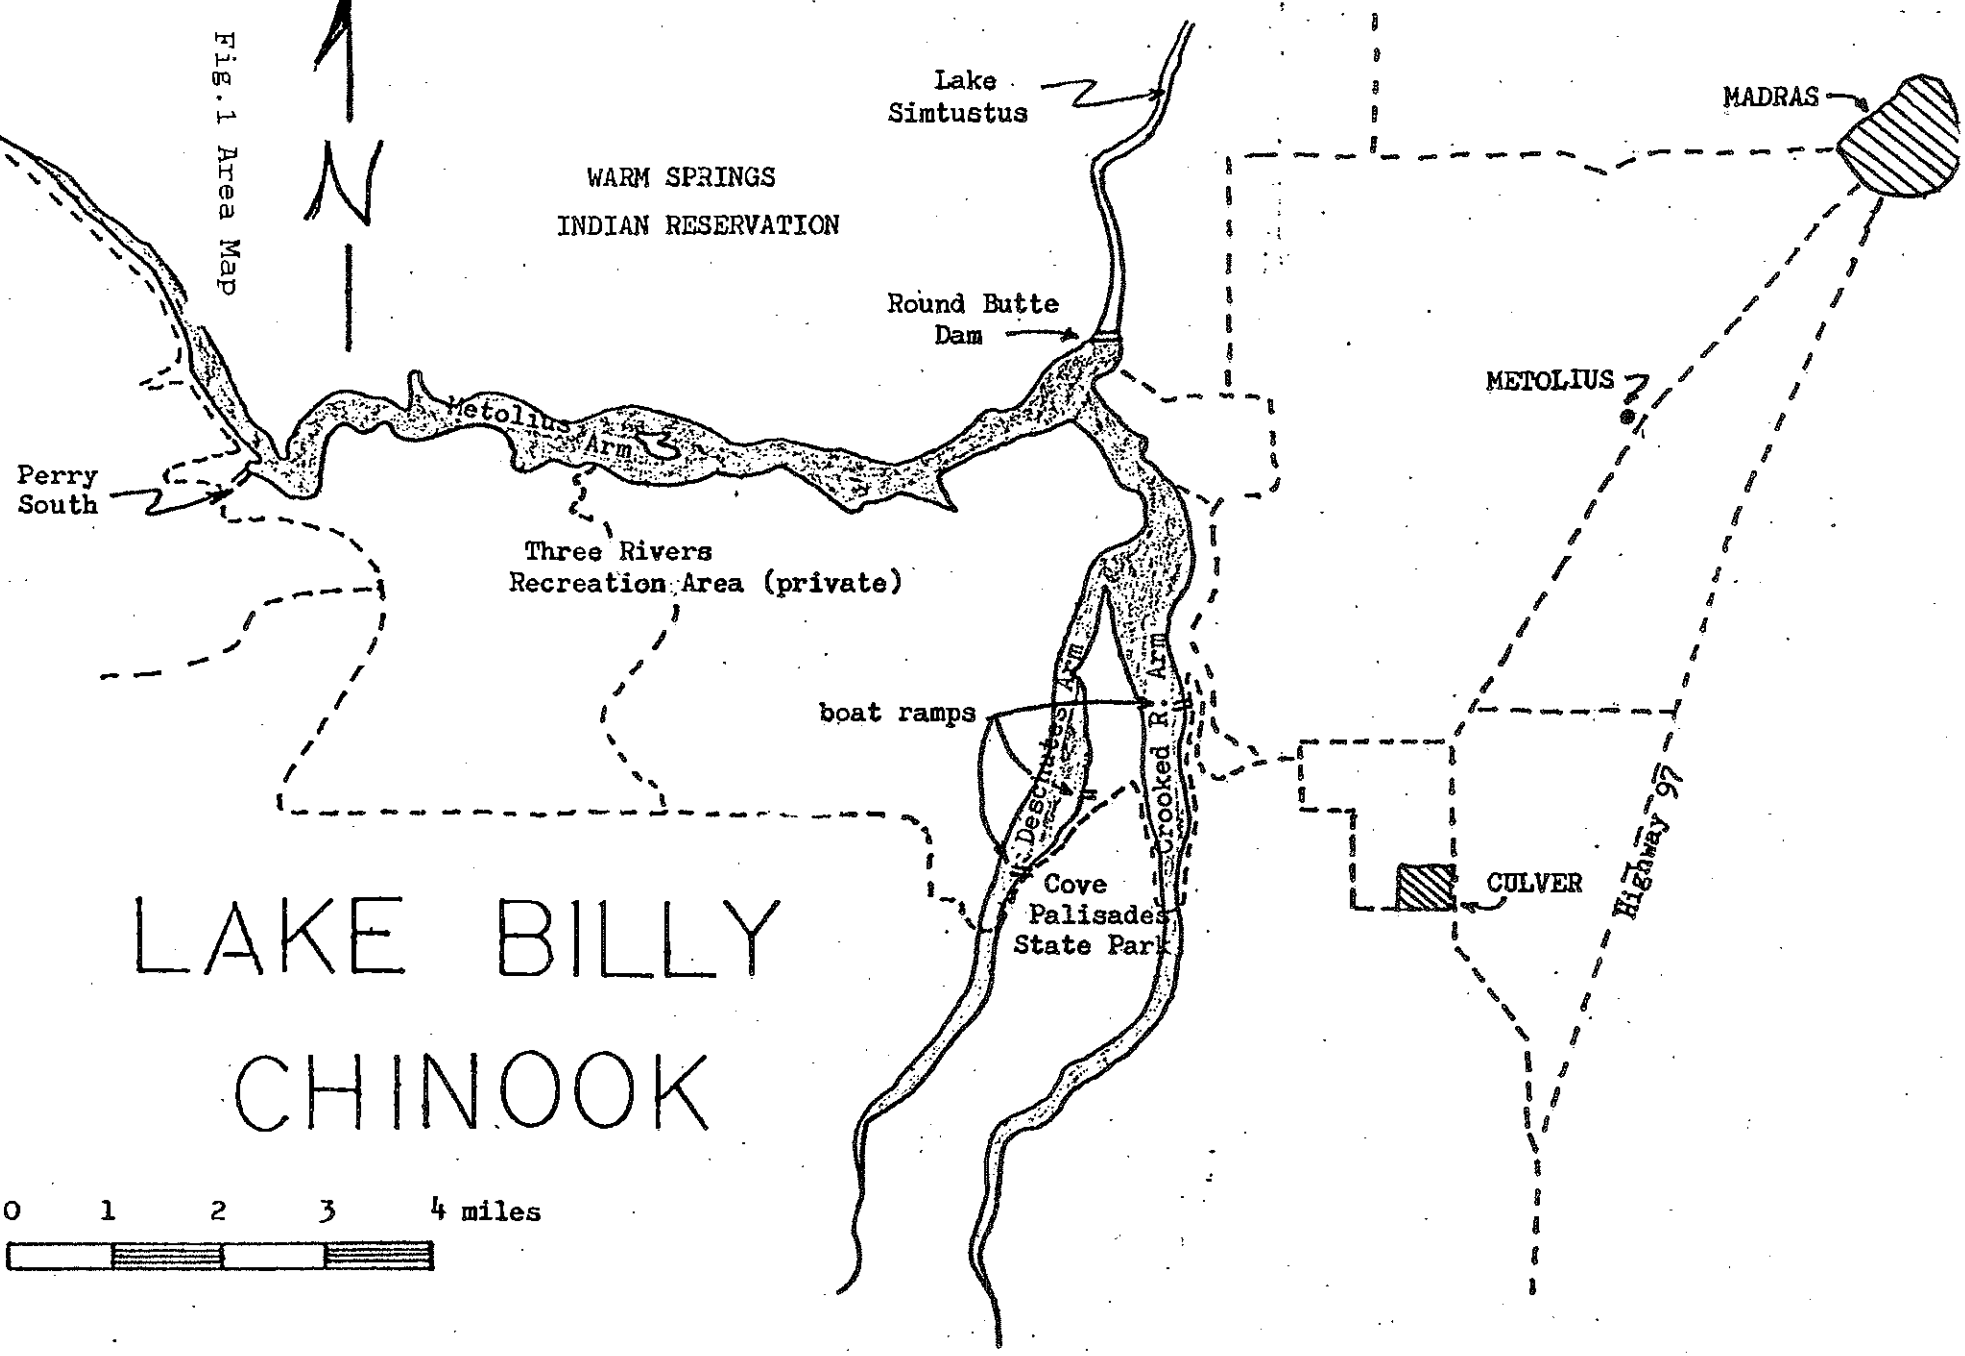 Fig.1 Area Map
N
Lake
Simtustus
MADRAS
WARM SPRINGS
INDIAN RESERVATION
Round Butte
Dam
METOLIUS
Metolius
Arm
Perry
South
Three Rivers
Recreation Area (private)
boat ramps
Deschutes Arm
Crooked R. Arm
Highway 97
Cove
Palisades
State Park
CULVER
LAKE BILLY
CHINOOK
0 1 2 3 4 miles